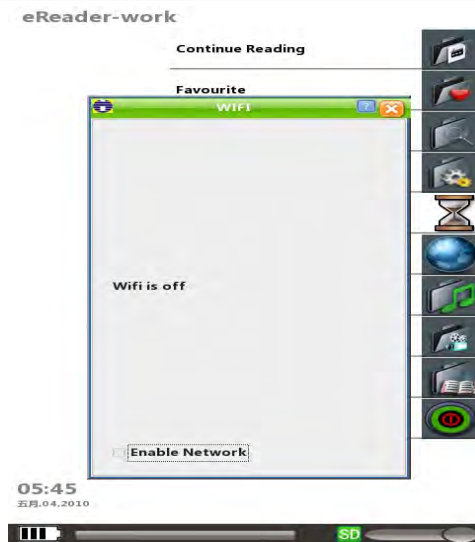 eReader-work
Continue Reading
Favourite
WIFI
Wifi is off
Enable Network
05:45
五月.04,2010
SD